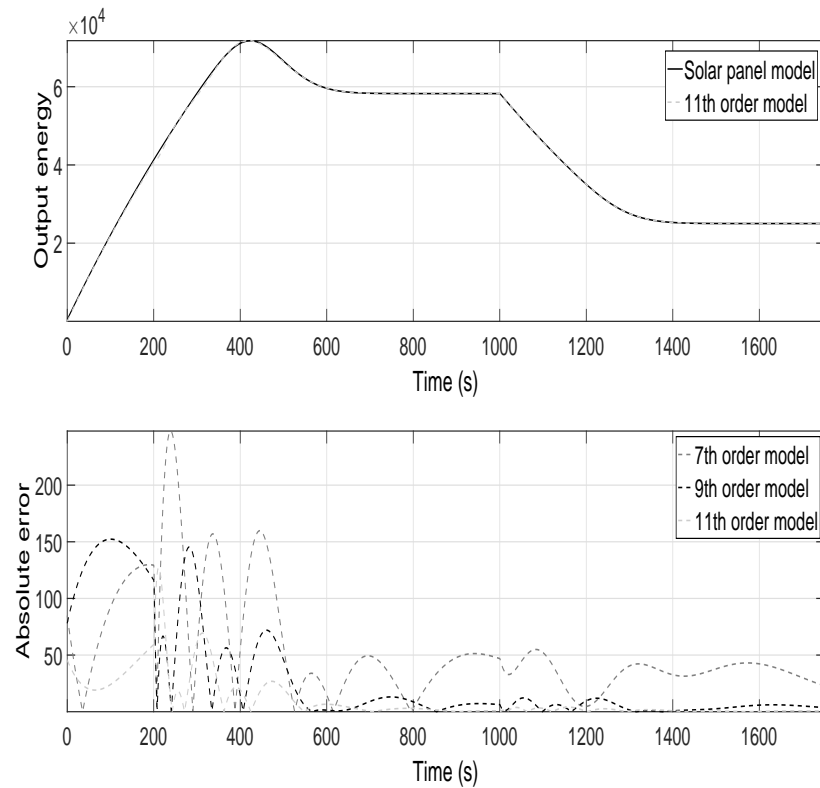 ×10⁴
Output energy
6
4
2
Solar panel model
11th order model
0 200 400 600 800 1000 1200 1400 1600
Time (s)
Absolute error
200
150
100
50
7th order model
9th order model
11th order model
0 200 400 600 800 1000 1200 1400 1600
Time (s)